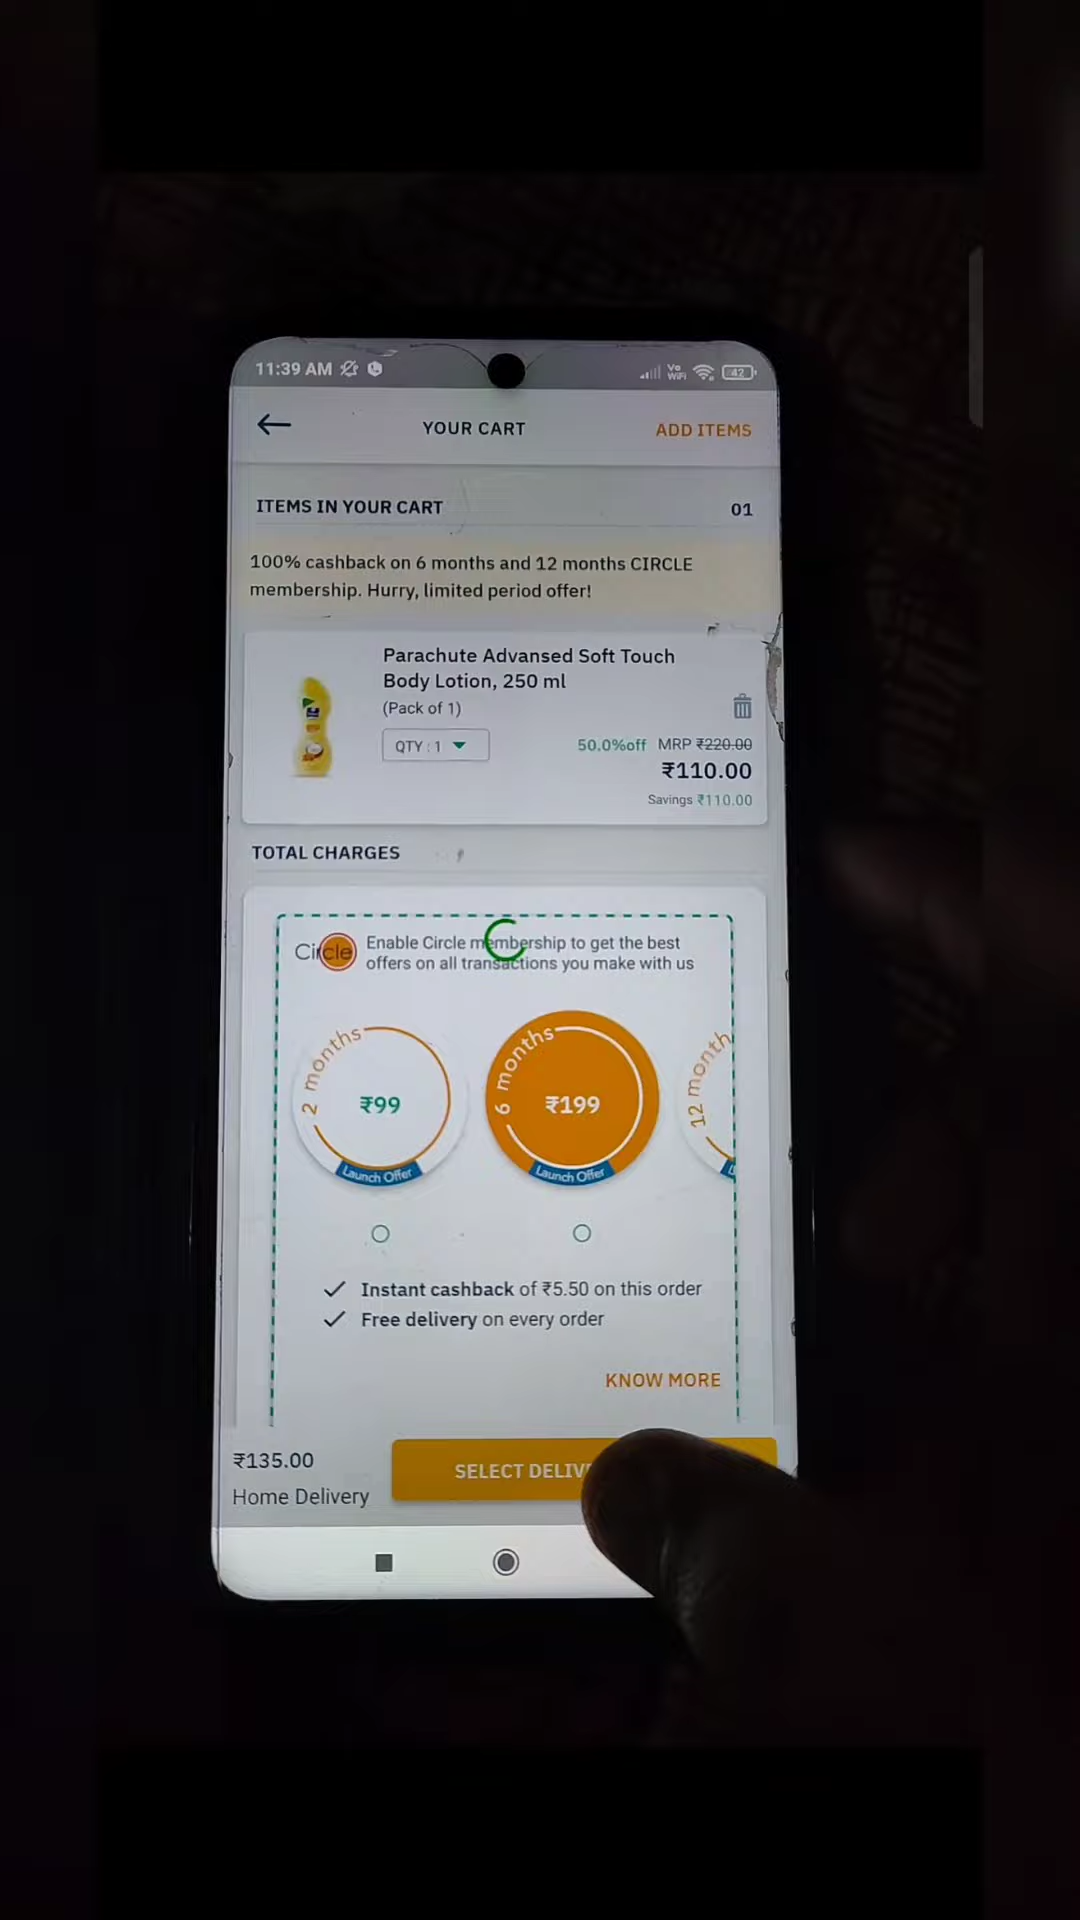 11:39 AM
Vo
WiFi
42
YOUR CART
ADD ITEMS
ITEMS IN YOUR CART
01
100% cashback on 6 months and 12 months CIRCLE
membership. Hurry, limited period offer!
Parachute Advansed Soft Touch
Body Lotion, 250 ml
(Pack of 1)
QTY : 1
50.0%off MRP ₹220.00
₹110.00
Savings ₹110.00
TOTAL CHARGES
Circle
Enable Circle membership to get the best
offers on all transactions you make with us
2 months
₹99
Launch Offer
6 months
₹199
Launch Offer
12 month
Instant cashback of ₹5.50 on this order
Free delivery on every order
KNOW MORE
₹135.00
Home Delivery
SELECT